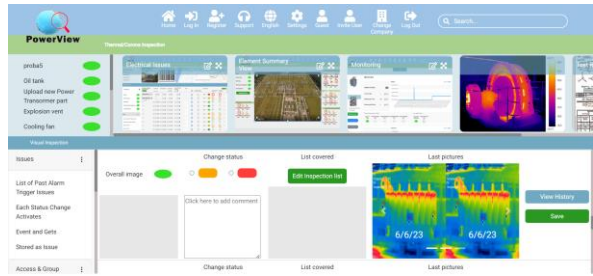 PowerView
Home
Log In
Register
Support
English
Settings
Guest
Invite User
Change Company
Log Out
Search...
Thermal Comox Inspection
proba5
Oil tank
Upload new Power
Transormer part
Explosion vent
Cooling fan
Electrical Issues
Element Summary
View
Monitoring
Visual Inspection
Issues
List of Past Alarm
Trigger Issues
Each Status Change
Activates
Event and Gets
Stored as Issue
Access & Group
Change status
List covered
Last pictures
Overall image
Edit Inspection list
Click here to add comment
6/6/23
6/6/23
View History
Save
Change status
List covered
Last pictures